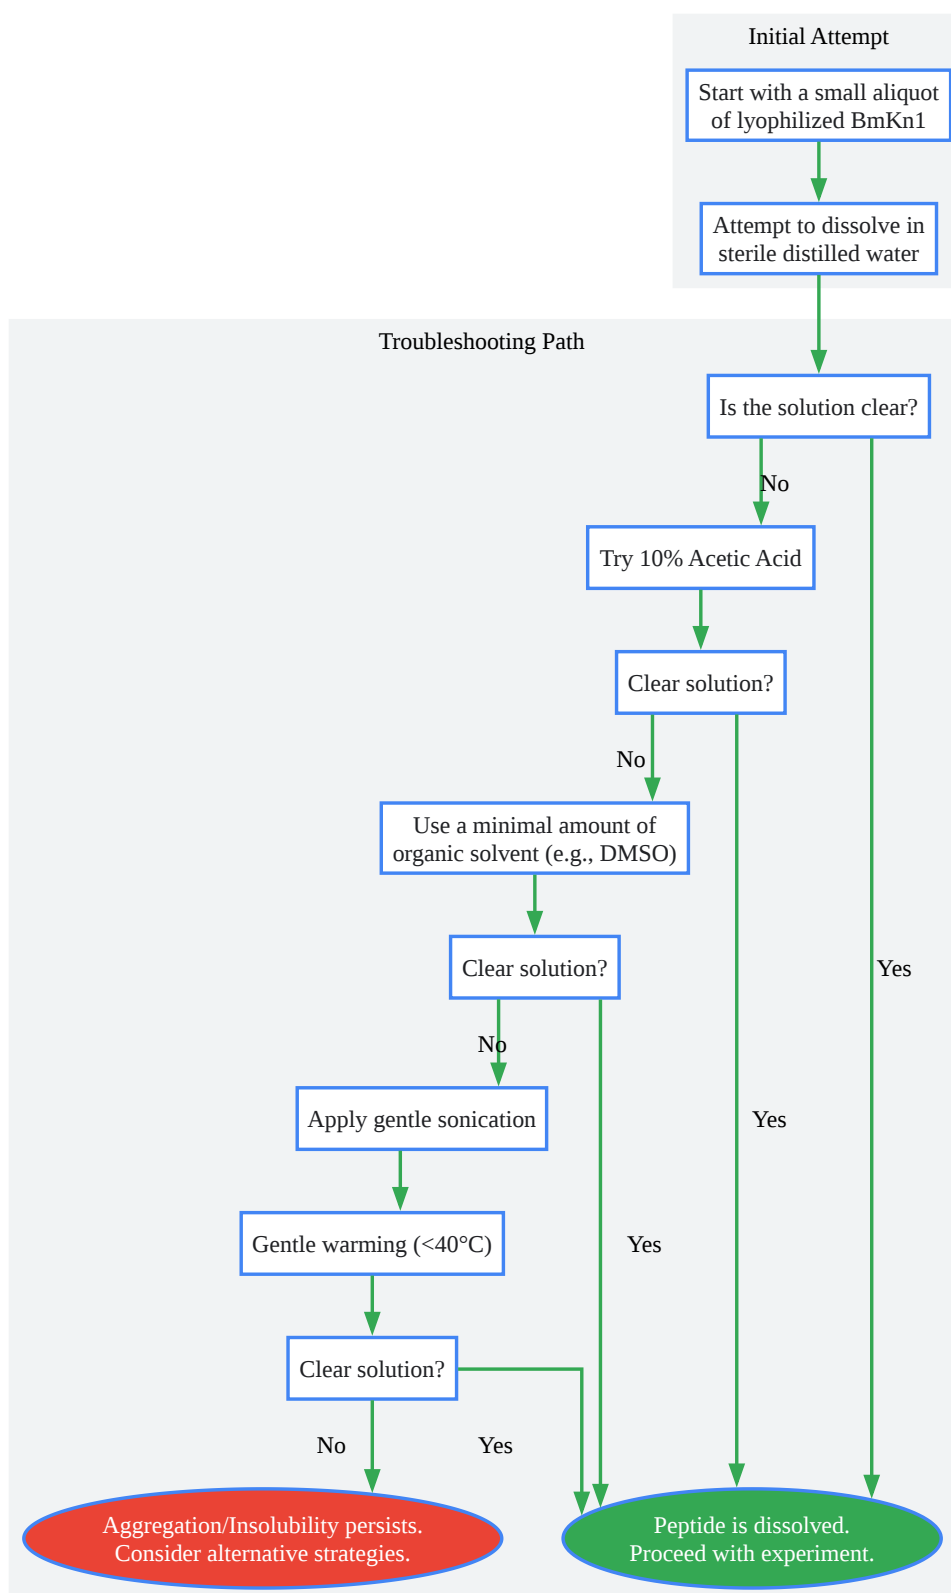 Initial Attempt
Start with a small aliquot
of lyophilized BmKn1
Attempt to dissolve in
sterile distilled water
Troubleshooting Path
Is the solution clear?
No
Try 10% Acetic Acid
Clear solution?
No
Use a minimal amount of
organic solvent (e.g., DMSO)
Clear solution?
Yes
No
Apply gentle sonication
Yes
Gentle warming (<40°C)
Yes
Clear solution?
No
Yes
Aggregation/Insolubility persists.
Consider alternative strategies.
Peptide is dissolved.
Proceed with experiment.